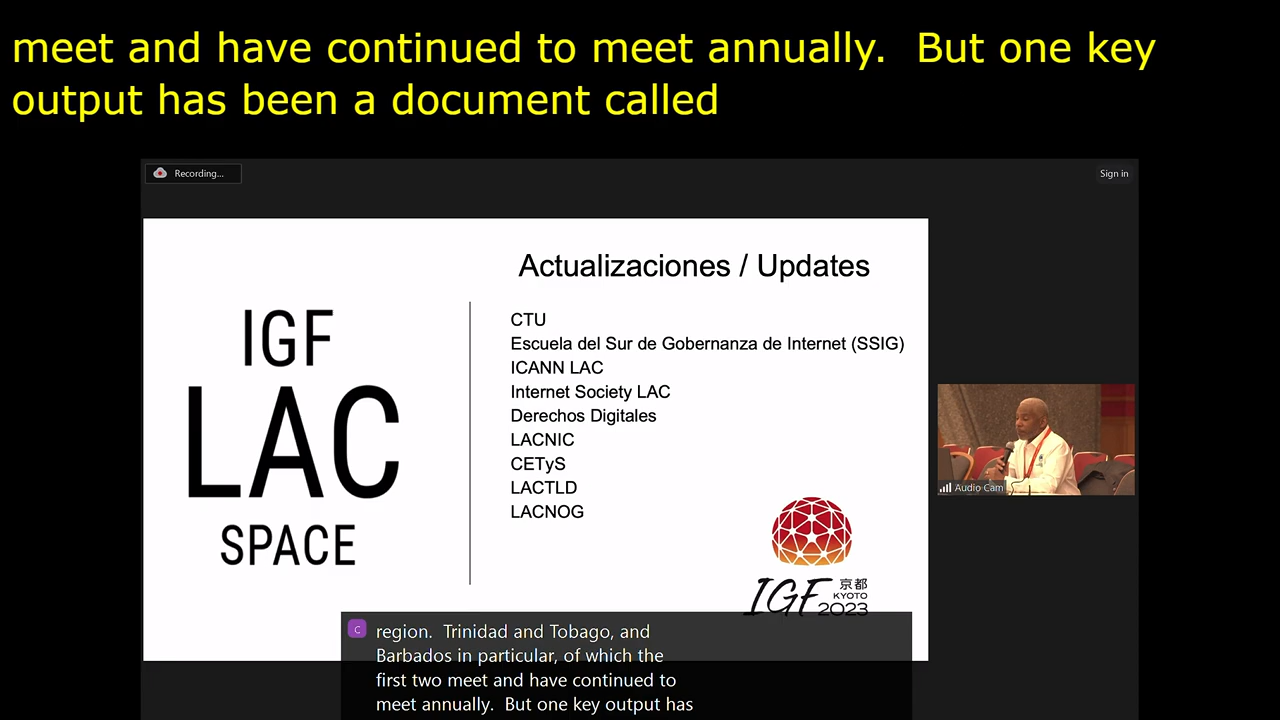 meet and have continued to meet annually.  But one key
output has been a document called
Recording...
Sign in
Actualizaciones / Updates
IGF
LAC
SPACE
CTU
Escuela del Sur de Gobernanza de Internet (SSIG)
ICANN LAC
Internet Society LAC
Derechos Digitales
LACNIC
CETyS
LACTLD
LACNOG
Audio Cam
IGF 京都
KYOTO
2023
C
region.  Trinidad and Tobago, and
Barbados in particular, of which the
first two meet and have continued to
meet annually.  But one key output has